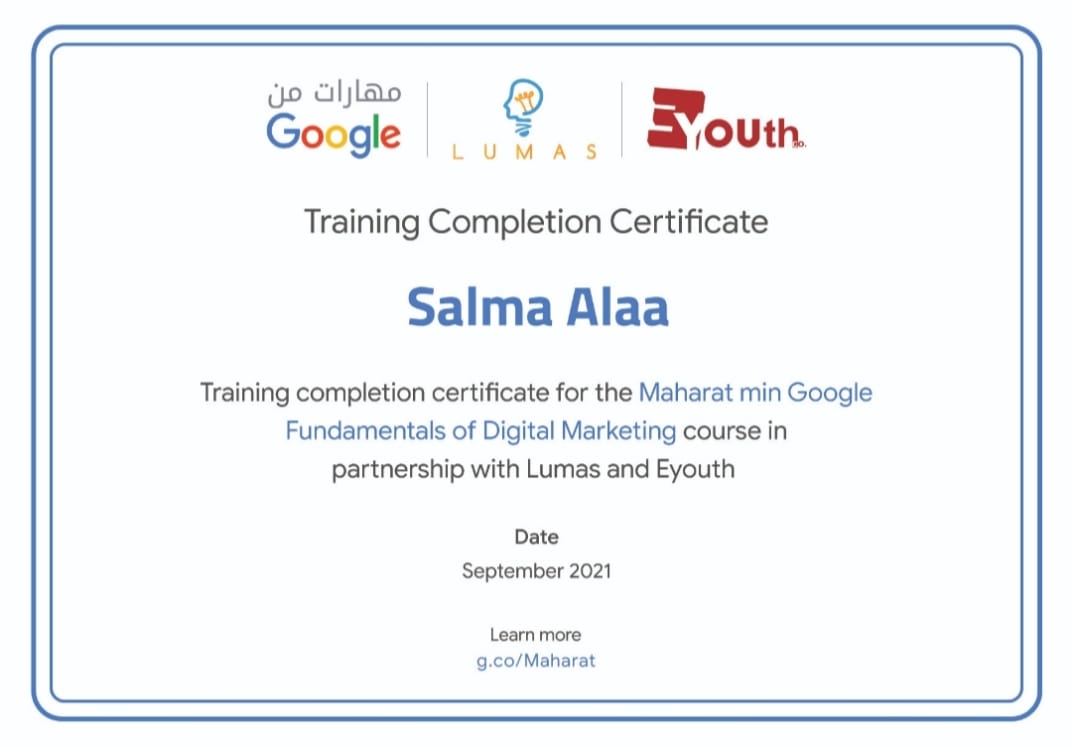 مهارات من
Google
LUMAS
EYouth
Training Completion Certificate
Salma Alaa
Training completion certificate for the Maharat min Google
Fundamentals of Digital Marketing course in
partnership with Lumas and Eyouth
Date
September 2021
Learn more
g.co/Maharat